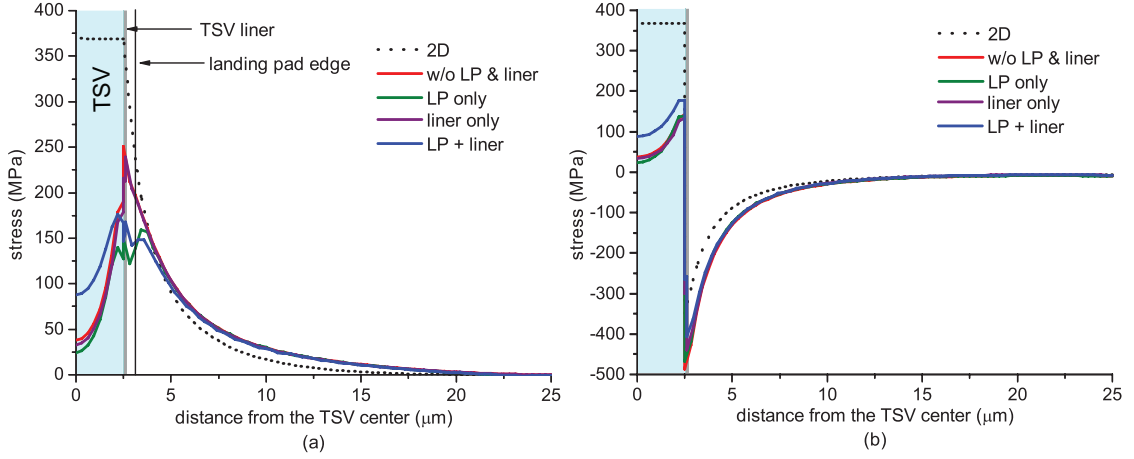 400
350
300
250
200
150
100
50
0
stress (MPa)
TSV
TSV liner
landing pad edge
2D
w/o LP & liner
LP only
liner only
LP + liner
0 5 10 15 20 25
distance from the TSV center (μm)
(a)
400
300
200
100
0
-100
-200
-300
-400
-500
stress (MPa)
2D
w/o LP & liner
LP only
liner only
LP + liner
0 5 10 15 20 25
distance from the TSV center (μm)
(b)